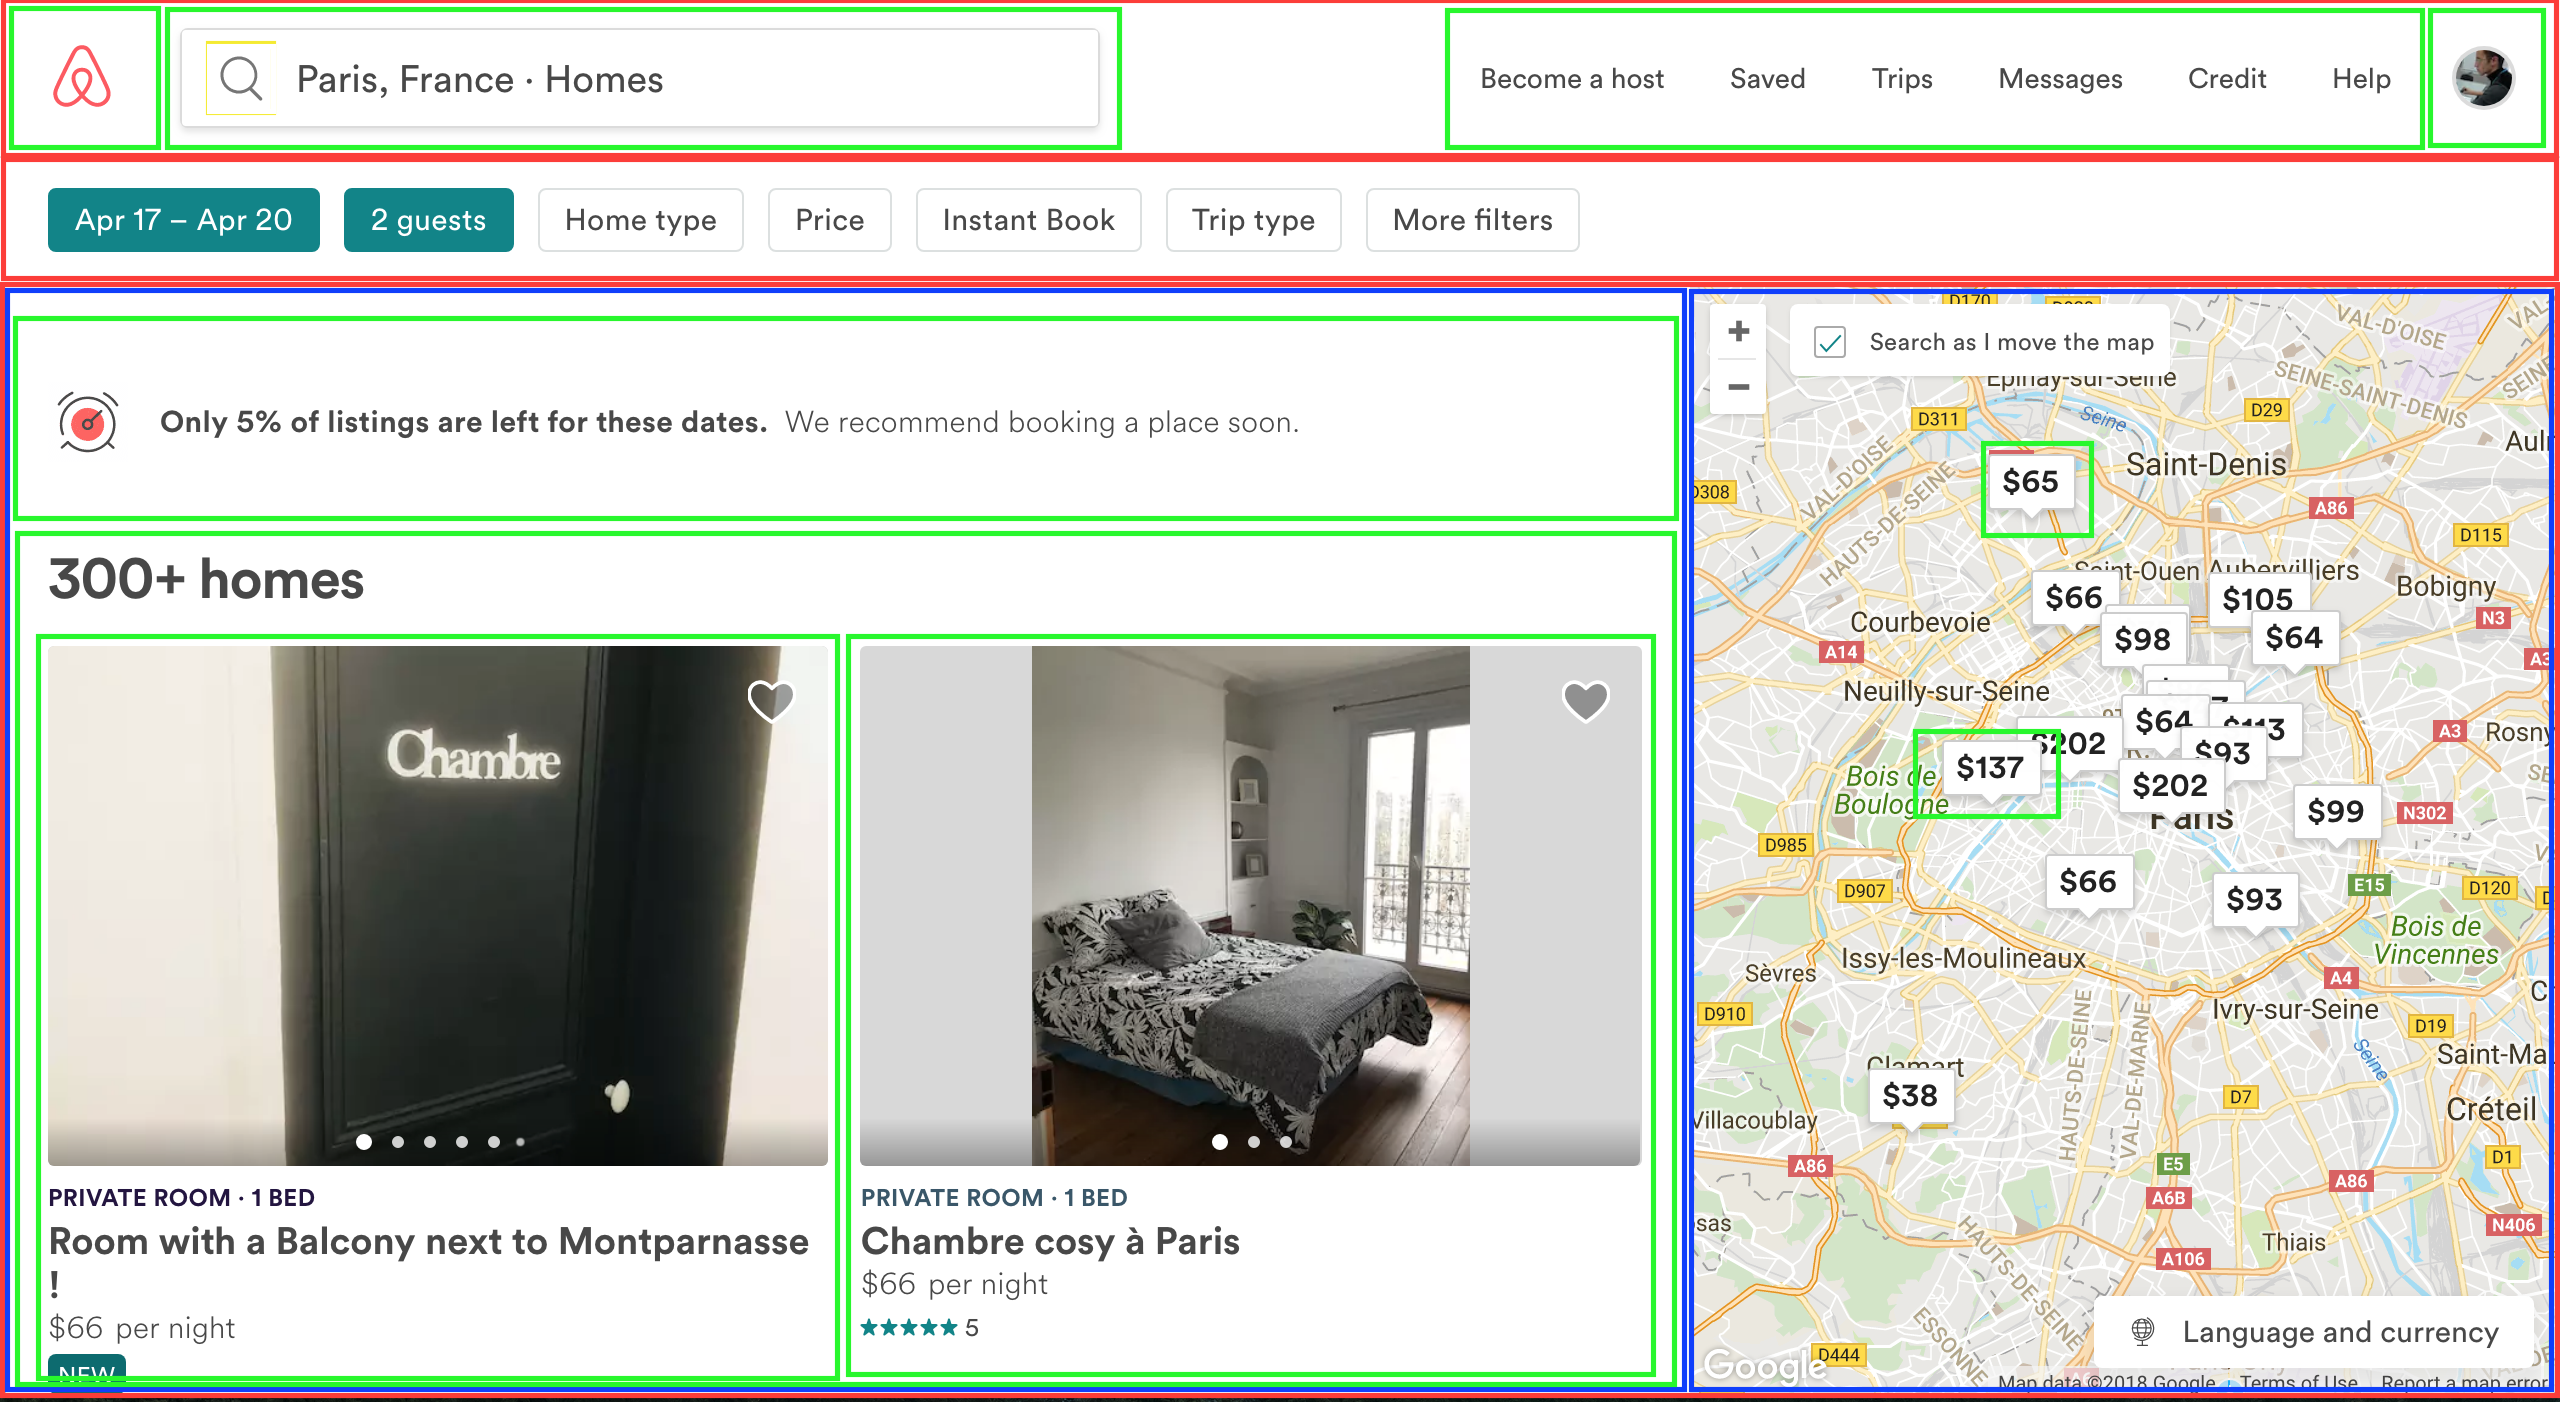 Paris, France · Homes
Become a host
Saved
Trips
Messages
Credit
Help
Apr 17 – Apr 20
2 guests
Home type
Price
Instant Book
Trip type
More filters
Only 5% of listings are left for these dates. We recommend booking a place soon.
300+ homes
Chambre
PRIVATE ROOM · 1 BED
Room with a Balcony next to Montparnasse
!
$66 per night
NEW
PRIVATE ROOM · 1 BED
Chambre cosy à Paris
$66 per night
5
D170
+
Search as I move the map
−
VAL-D'OISE
Epinay-sur-Seine
SEINE-SAINT-DENIS
D311
Seine
D29
VAL-D'OISE
Saint-Denis
$65
D308
A86
HAUTS-DE-SEINE
D115
Saint-Ouen
Aubervilliers
Bobigny
$66
$105
Courbevoie
$98
$64
N3
A14
Neuilly-sur-Seine
$64
$113
A3
$202
$93
$137
Bois de
Boulogne
$202
$99
N302
Paris
D985
$66
E15
D120
D907
$93
Bois de
Vincennes
Issy-les-Moulineaux
Sèvres
A4
D910
Ivry-sur-Seine
D19
HAUTS-DE-SEINE
VAL-DE-MARNE
Seine
Clamart
$38
D7
Créteil
Villacoublay
D1
A86
E5
A6B
A86
N406
HAUTS-DE-SEINE
Thiais
A106
ESSONNE
Language and currency
D444
Google
Map data ©2018 Google
Terms of Use
Report a map error